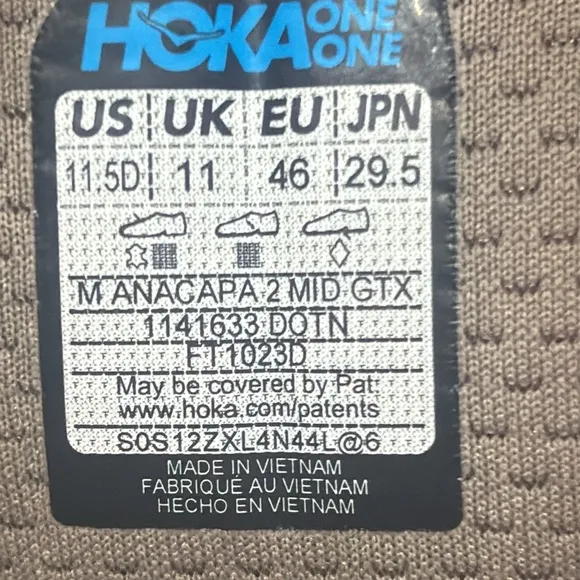 HOKA ONE ONE
US UK EU JPN
11.5D 11 46 29.5
M ANACAPA 2 MID GTX
1141633 DOTN
FT1023D
May be covered by Pat:
www.hoka.com/patents
S0S12ZXL4N44L@6
MADE IN VIETNAM
FABRIQUÉ AU VIETNAM
HECHO EN VIETNAM